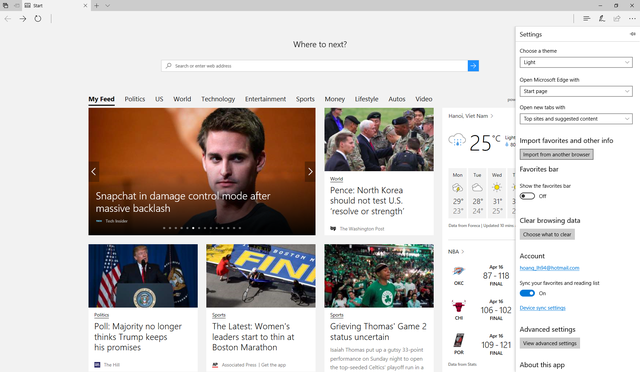 Start
Where to next?
Search or enter web address
My Feed
Politics
US
World
Technology
Entertainment
Sports
Money
Lifestyle
Autos
Video
Snapchat in damage control mode after
massive backlash
Tech Insider
World
Pence: North Korea
should not test U.S.
'resolve or strength'
The Washington Post
Politics
Poll: Majority no longer
thinks Trump keeps
his promises
The Hill
BOSTON M
FIN
Sports
The Latest: Women's
leaders start to thin at
Boston Marathon
Associated Press | Get the app
Sports
Grieving Thomas' Game 2
status uncertain
Isaiah Thomas put up a gutsy 33-point
performance on Sunday night to open
the top-seeded Celtics' playoff run in a
Hanoi, Viet Nam
25°C
Mon
Tue
Wed
Thu
29°
28°
31°
34°
23°
24°
25°
25°
Data from Foreca | Updated 10 mins
NBA
OKC
Apr 16
87 - 118
FINAL
CHI
Apr 16
106 - 102
FINAL
POR
Apr 16
109 - 121
FINAL
Data from Stats
Settings
Choose a theme
Light
Open Microsoft Edge with
Start page
Open new tabs with
Top sites and suggested content
Import favorites and other info
Import from another browser
Favorites bar
Show the favorites bar
Off
Clear browsing data
Choose what to clear
Account
hoang_th94@hotmail.com
Sync your favorites and reading list
On
Device sync settings
Advanced settings
View advanced settings
About this app